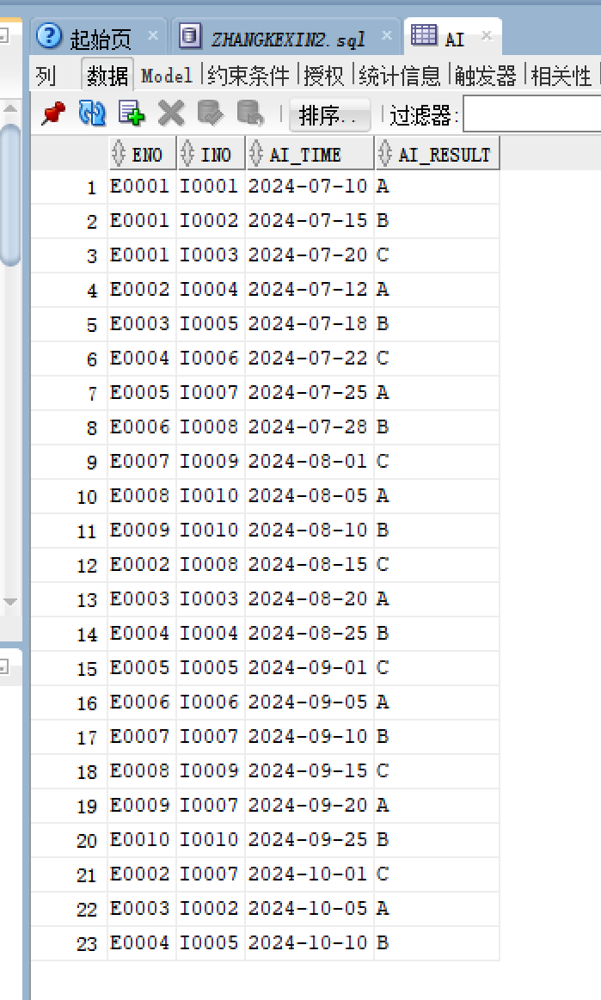 起始页 ZHANGKEXIN2.sql AI
列 数据 Model 约束条件 授权 统计信息 触发器 相关性
排序.. 过滤器:
ENO INO AI_TIME AI_RESULT
1 E0001 I0001 2024-07-10 A
2 E0001 I0002 2024-07-15 B
3 E0001 I0003 2024-07-20 C
4 E0002 I0004 2024-07-12 A
5 E0003 I0005 2024-07-18 B
6 E0004 I0006 2024-07-22 C
7 E0005 I0007 2024-07-25 A
8 E0006 I0008 2024-07-28 B
9 E0007 I0009 2024-08-01 C
10 E0008 I0010 2024-08-05 A
11 E0009 I0010 2024-08-10 B
12 E0002 I0008 2024-08-15 C
13 E0003 I0003 2024-08-20 A
14 E0004 I0004 2024-08-25 B
15 E0005 I0005 2024-09-01 C
16 E0006 I0006 2024-09-05 A
17 E0007 I0007 2024-09-10 B
18 E0008 I0009 2024-09-15 C
19 E0009 I0007 2024-09-20 A
20 E0010 I0010 2024-09-25 B
21 E0002 I0007 2024-10-01 C
22 E0003 I0002 2024-10-05 A
23 E0004 I0005 2024-10-10 B